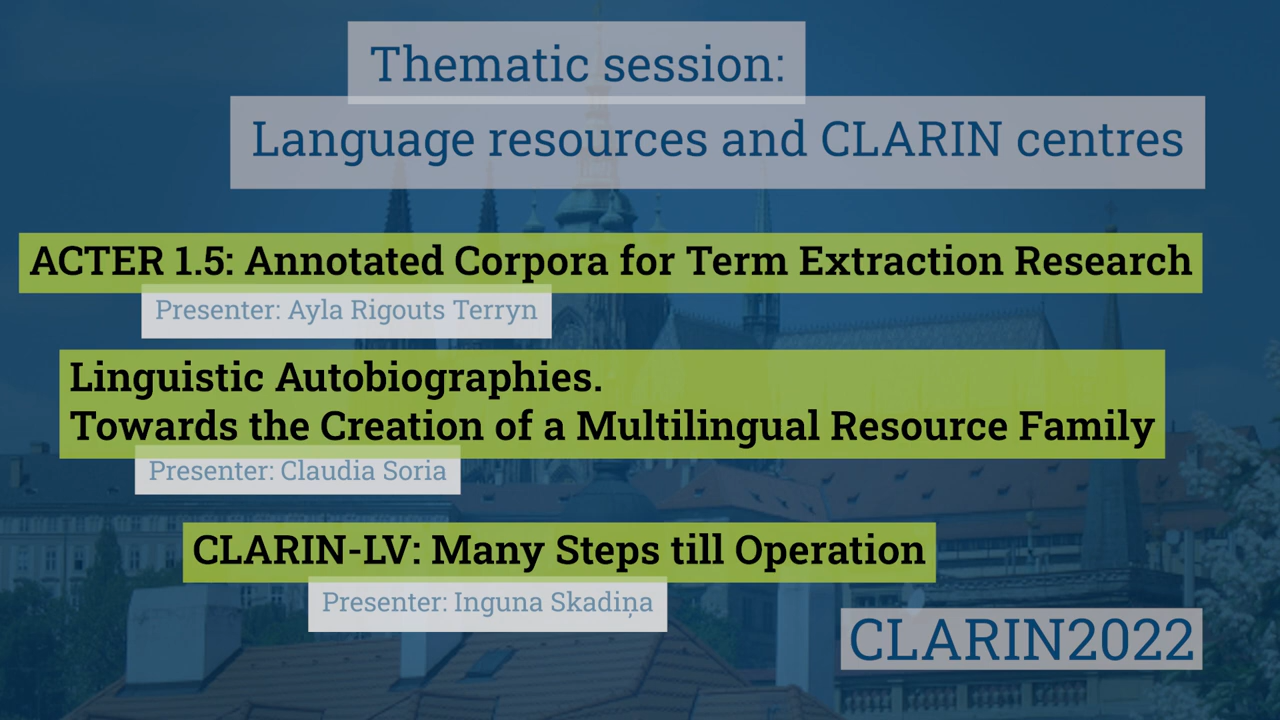 Thematic session:
Language resources and CLARIN centres
ACTER 1.5: Annotated Corpora for Term Extraction Research
Presenter: Ayla Rigouts Terryn
Linguistic Autobiographies.
Towards the Creation of a Multilingual Resource Family
Presenter: Claudia Soria
CLARIN-LV: Many Steps till Operation
Presenter: Inguna Skadiņa
CLARIN2022